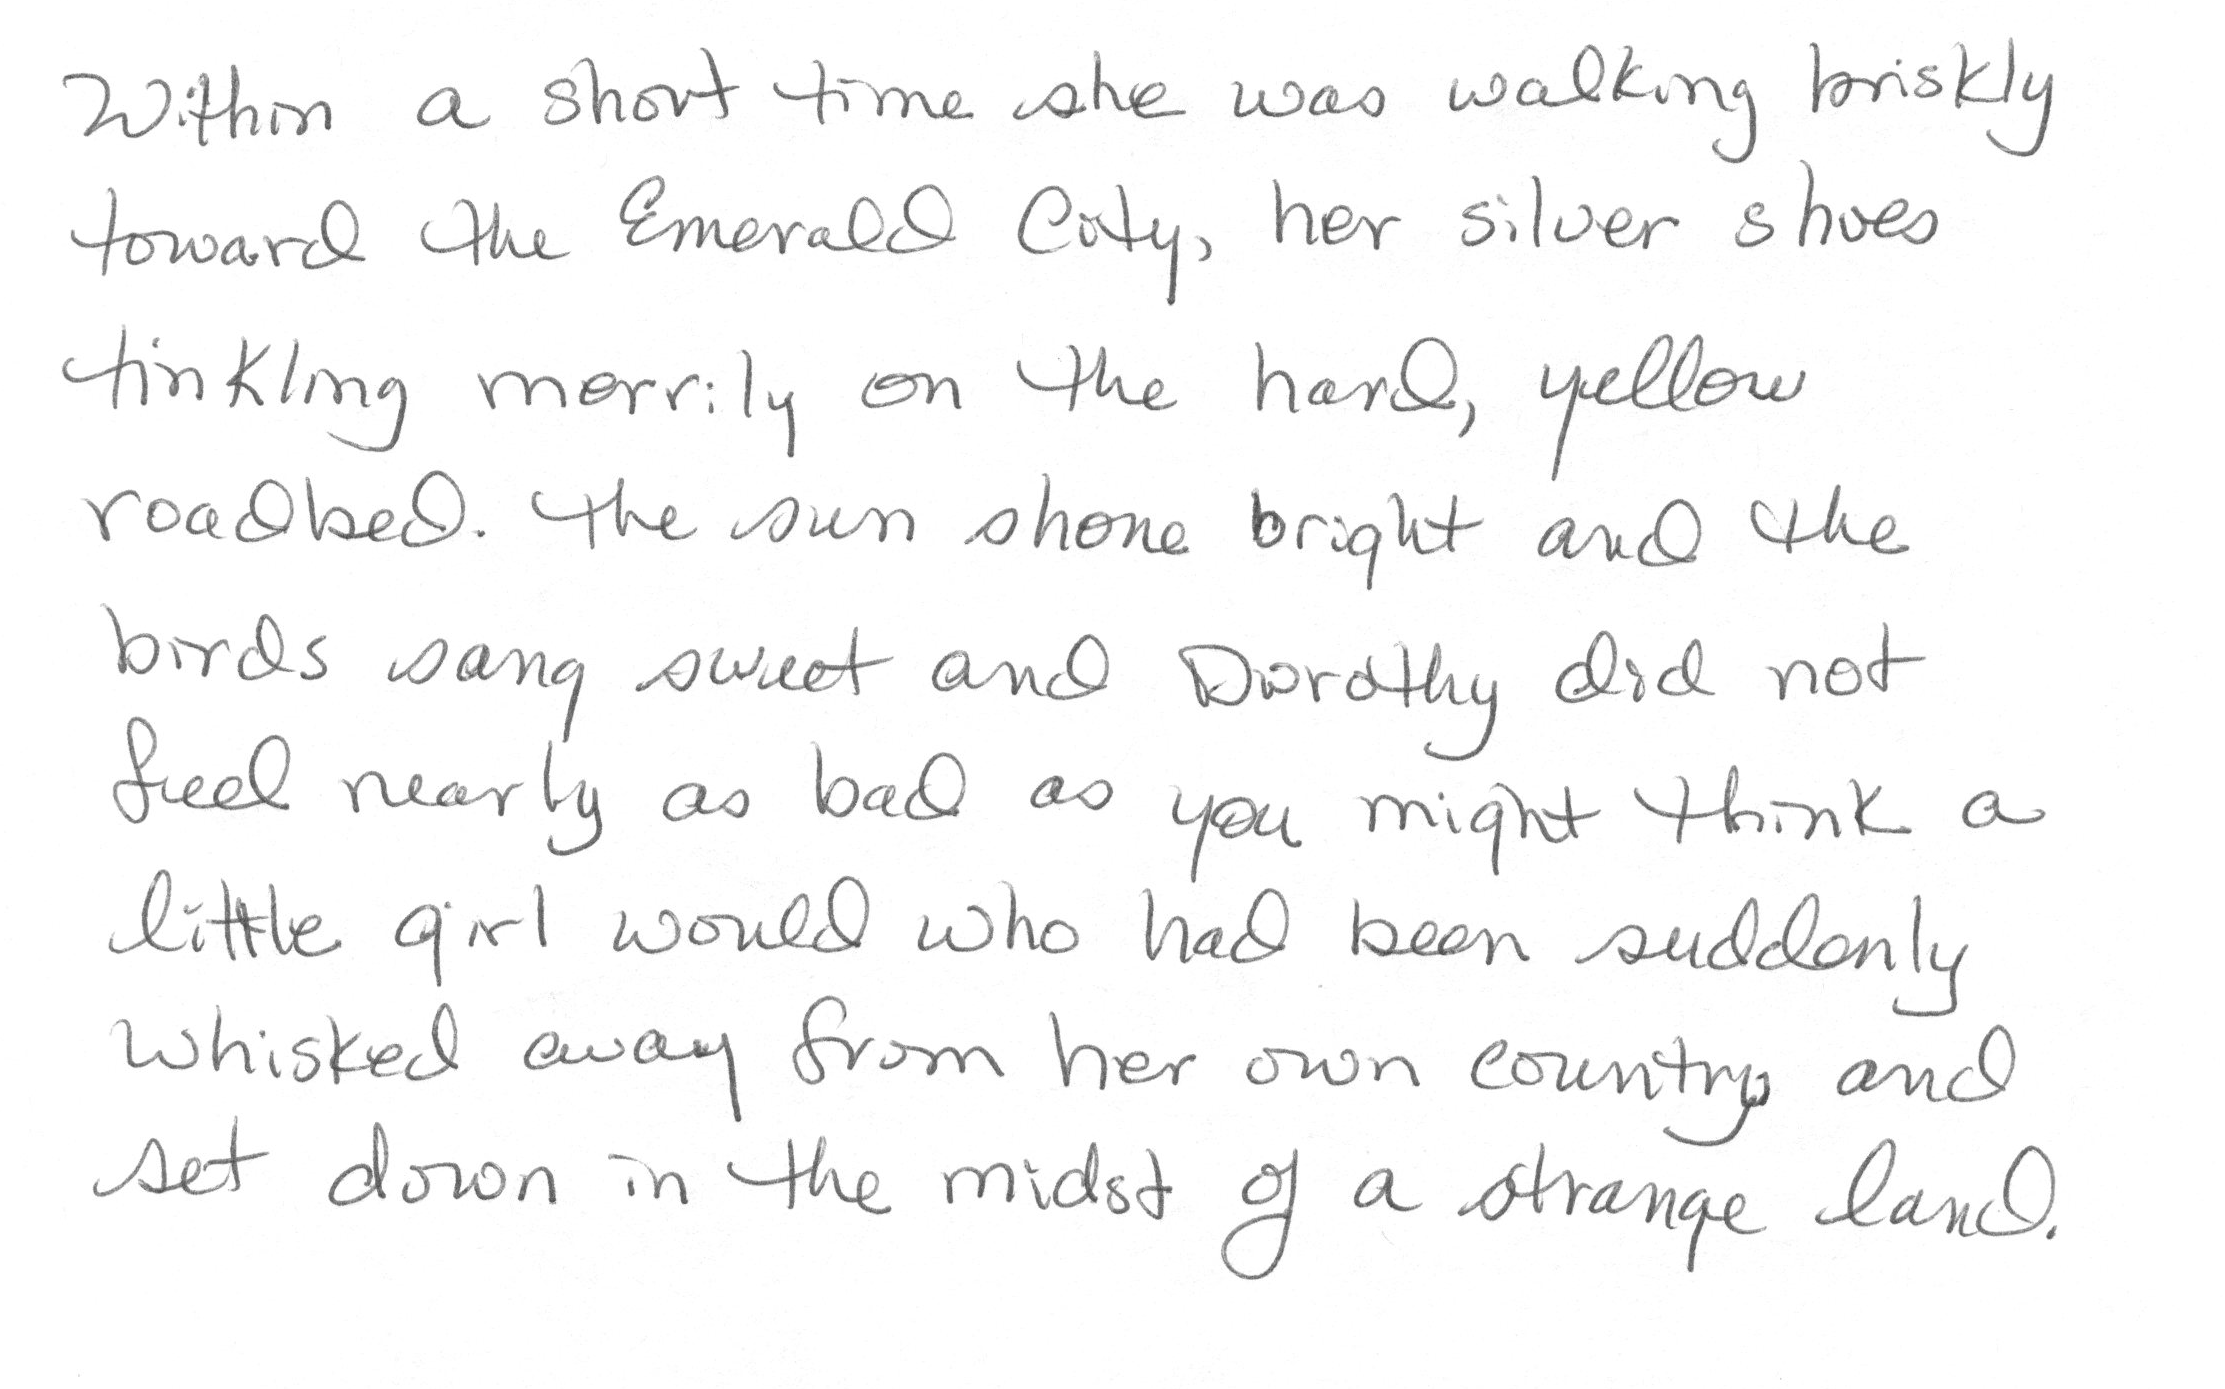 Within a short time she was walking briskly
toward the Emerald City, her silver shoes
tinkling merrily on the hard, yellow
roadbed. The sun shone bright and the
birds sang sweet and Dorothy did not
feel nearly as bad as you might think a
little girl would who had been suddenly
whisked away from her own country and
set down in the midst of a strange land.